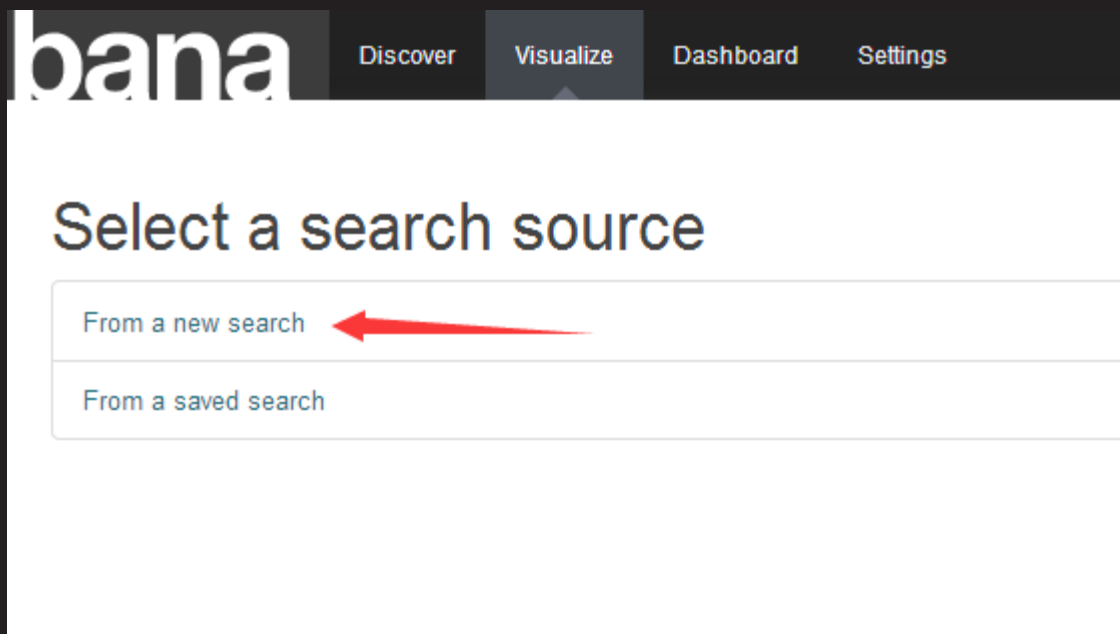 bana
Discover Visualize Dashboard Settings
Select a search source
From a new search
From a saved search